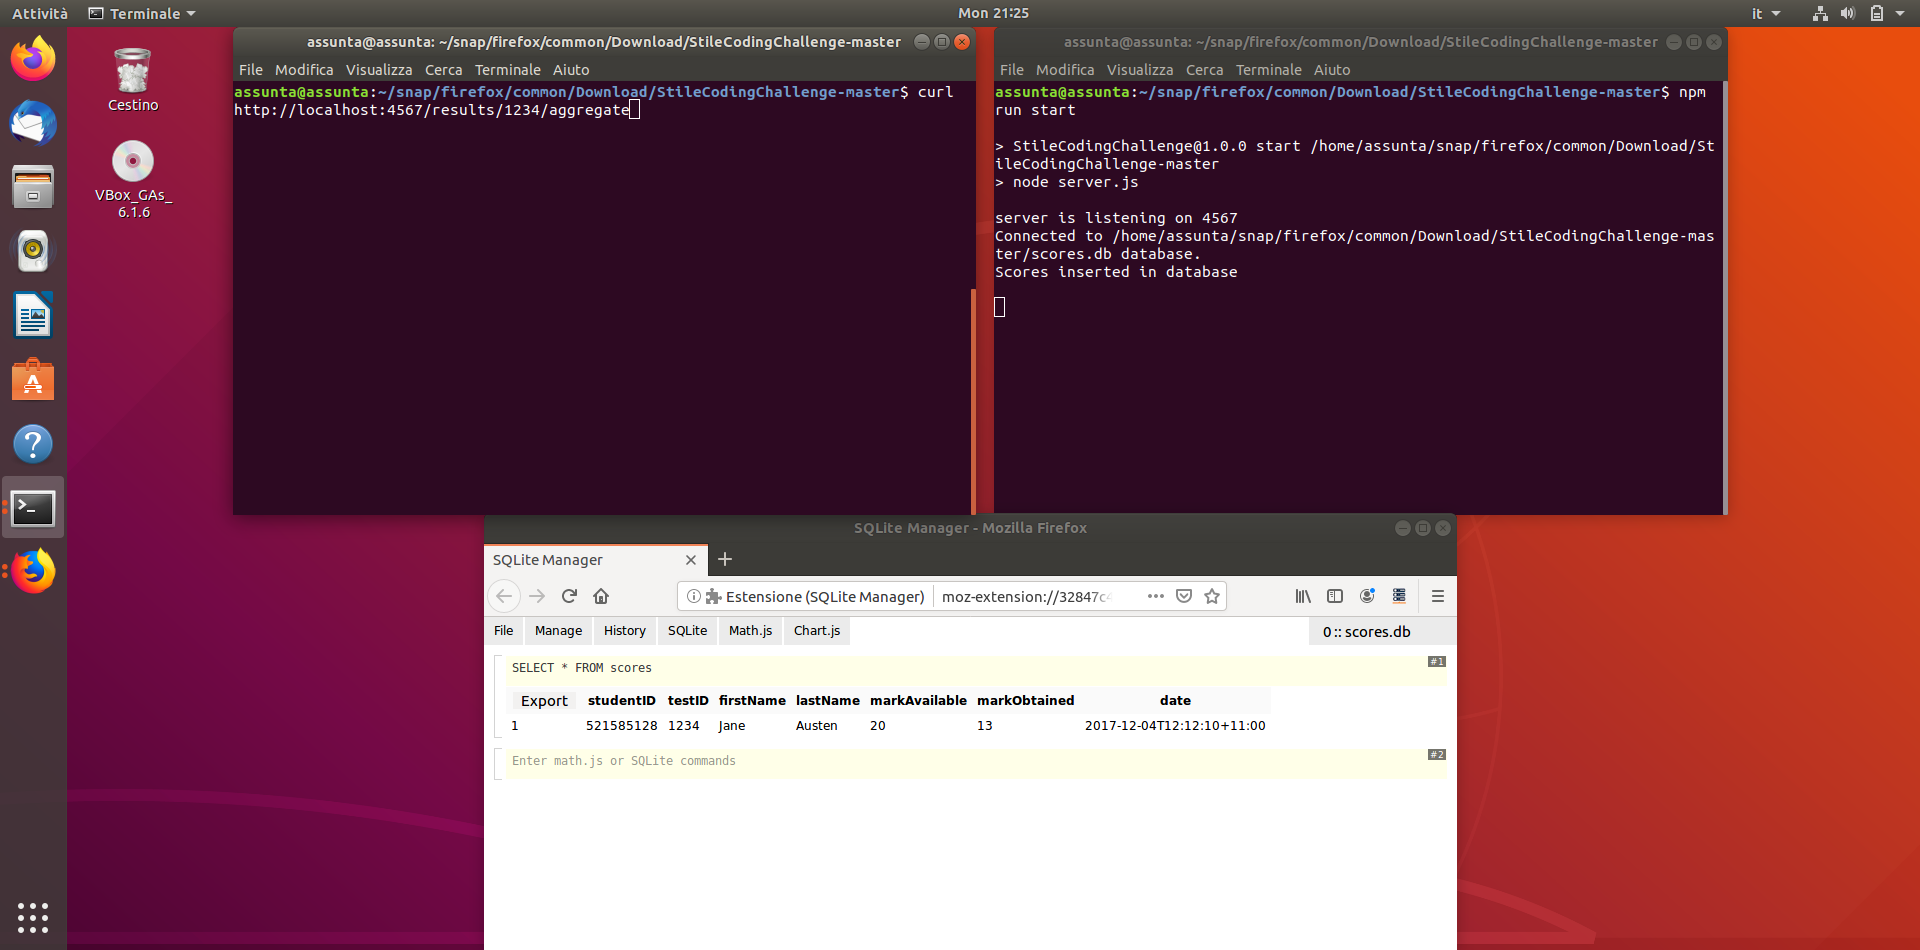 Attività
Terminale
Mon 21:25
it
Cestino
VBox_GAs_
6.1.6
assunta@assunta: ~/snap/firefox/common/Download/StileCodingChallenge-master
File Modifica Visualizza Cerca Terminale Aiuto
assunta@assunta:~/snap/firefox/common/Download/StileCodingChallenge-master$ curl
http://localhost:4567/results/1234/aggregate
assunta@assunta: ~/snap/firefox/common/Download/StileCodingChallenge-master
File Modifica Visualizza Cerca Terminale Aiuto
assunta@assunta:~/snap/firefox/common/Download/StileCodingChallenge-master$ npm
run start
> StileCodingChallenge@1.0.0 start /home/assunta/snap/firefox/common/Download/St
ileCodingChallenge-master
> node server.js
server is listening on 4567
Connected to /home/assunta/snap/firefox/common/Download/StileCodingChallenge-mas
ter/scores.db database.
Scores inserted in database
SQLite Manager - Mozilla Firefox
SQLite Manager
Estensione (SQLite Manager) moz-extension://32847c
File Manage History SQLite Math.js Chart.js 0 :: scores.db
SELECT * FROM scores #1
Export studentID testID firstName lastName markAvailable markObtained date
1 521585128 1234 Jane Austen 20 13 2017-12-04T12:12:10+11:00
Enter math.js or SQLite commands #2